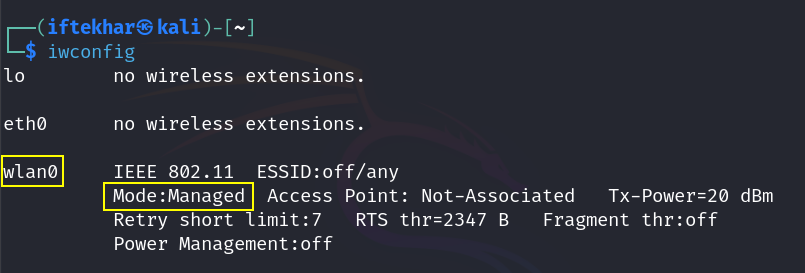 ┌──(iftekhar㉿kali)-[~]
└─$ iwconfig
lo        no wireless extensions.
eth0      no wireless extensions.
wlan0     IEEE 802.11  ESSID:off/any
          Mode:Managed  Access Point: Not-Associated   Tx-Power=20 dBm
          Retry short limit:7   RTS thr=2347 B   Fragment thr:off
          Power Management:off